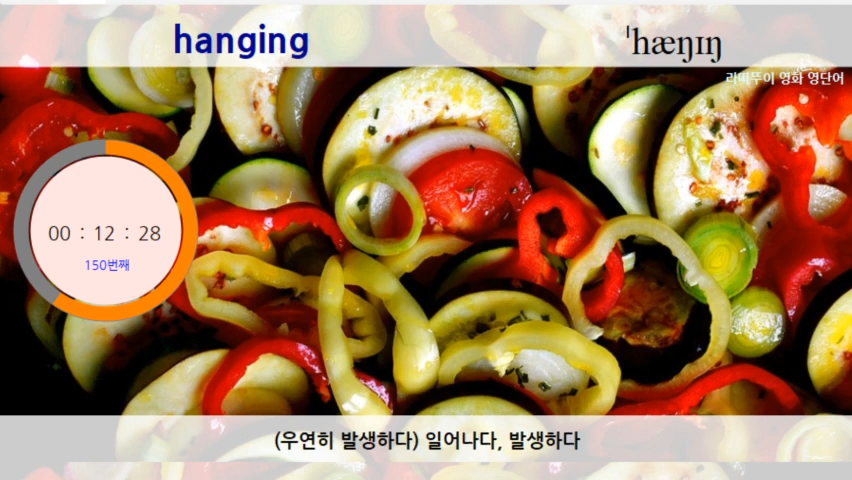 hanging
ˈhæŋɪŋ
라미뚜이 영화 영단어
00 : 12 : 28
150번째
(우연히 발생하다) 일어나다, 발생하다